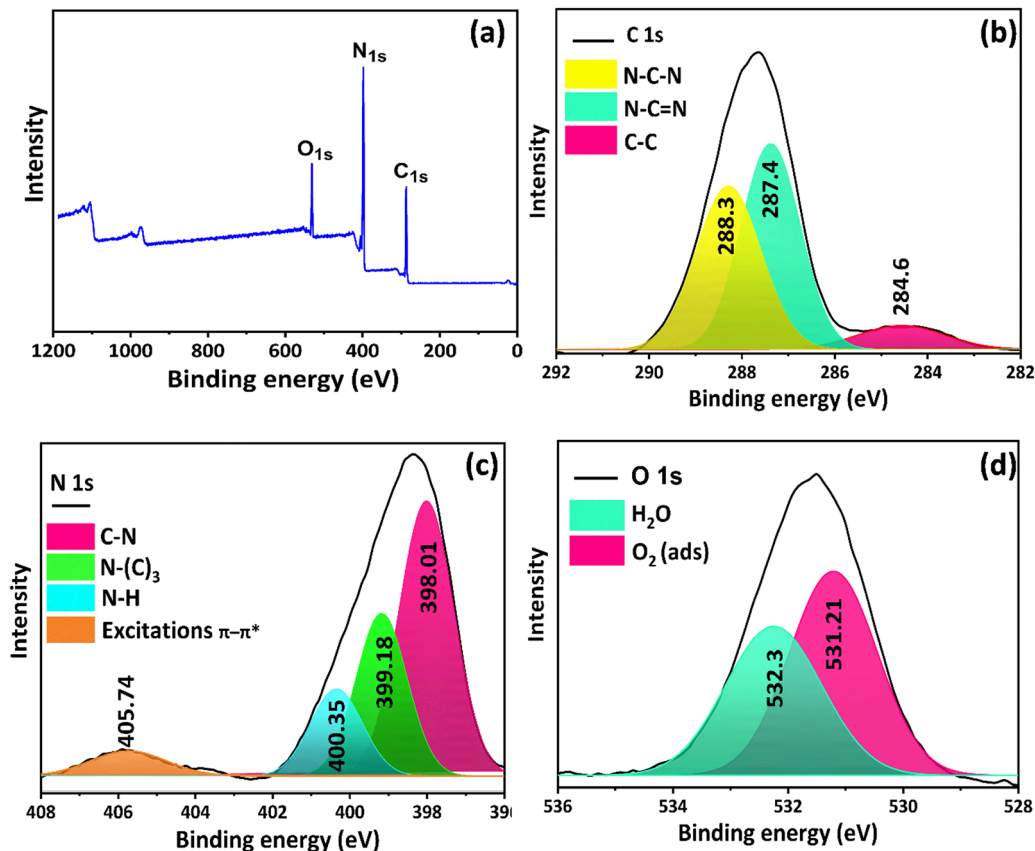 (a)
N1s
O1s
C1s
Intensity
1200 1000 800 600 400 200 0
Binding energy (eV)
(b)
C 1s
N-C-N
N-C=N
C-C
288.3
287.4
284.6
Intensity
292 290 288 286 284 282
Binding energy (eV)
(c)
N 1s
C-N
N-(C)3
N-H
Excitations π–π*
405.74
400.35
399.18
398.01
Intensity
408 406 404 402 400 398 390
Binding energy (eV)
(d)
O 1s
H2O
O2 (ads)
532.3
531.21
Intensity
536 534 532 530 528
Binding energy (eV)